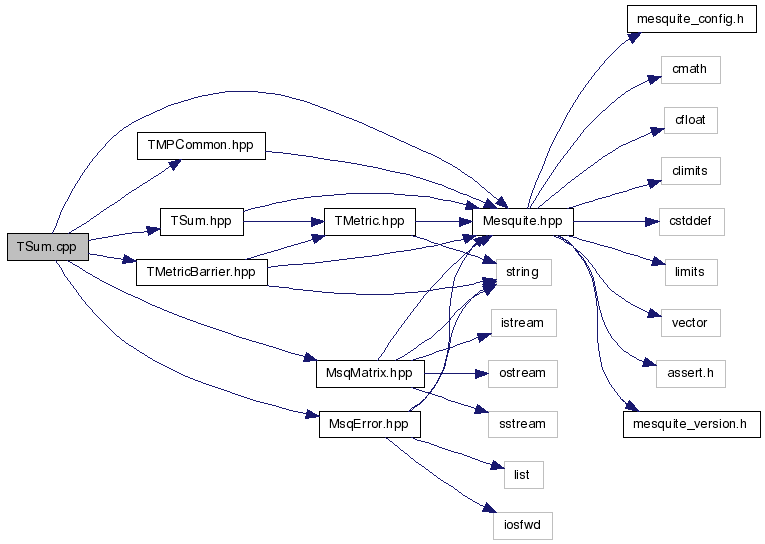 mesquite_config.h
cmath
cfloat
TMPCommon.hpp
climits
TSum.hpp
TMetric.hpp
Mesquite.hpp
cstddef
TSum.cpp
TMetricBarrier.hpp
string
limits
istream
vector
MsqMatrix.hpp
ostream
assert.h
MsqError.hpp
sstream
mesquite_version.h
list
iosfwd